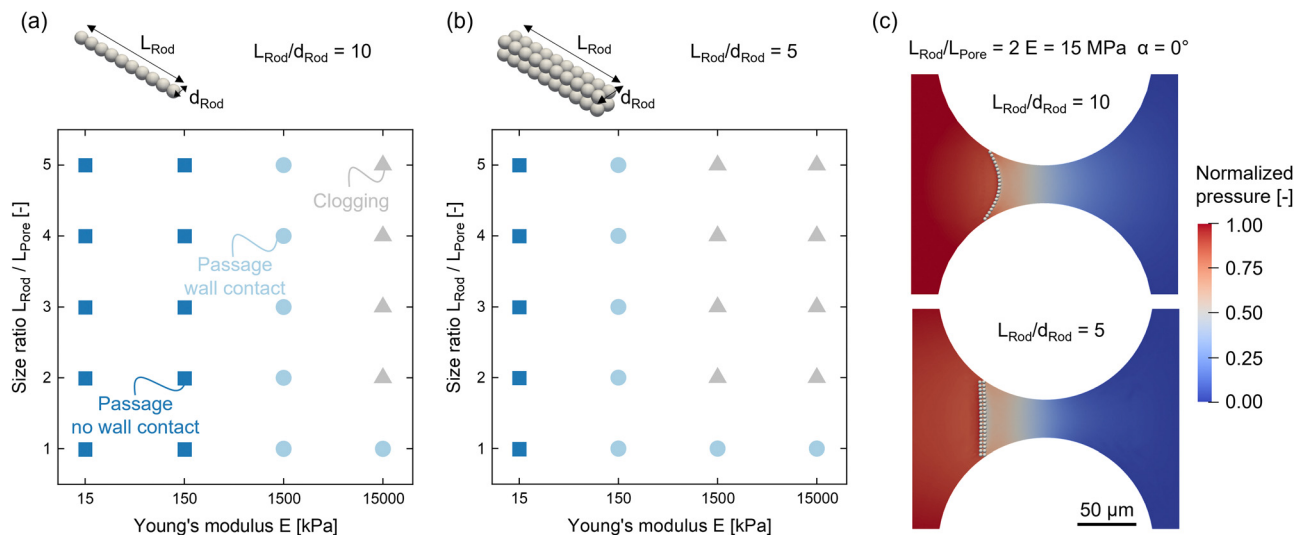 (a)
L_Rod
d_Rod
L_Rod/d_Rod = 10
Size ratio L_Rod / L_Pore [-]
5
4
3
2
1
Clogging
Passage
wall contact
Passage
no wall contact
15
150
1500
15000
Young's modulus E [kPa]
(b)
L_Rod
d_Rod
L_Rod/d_Rod = 5
Size ratio L_Rod / L_Pore [-]
5
4
3
2
1
15
150
1500
15000
Young's modulus E [kPa]
(c)
L_Rod/L_Pore = 2 E = 15 MPa α = 0°
L_Rod/d_Rod = 10
L_Rod/d_Rod = 5
50 μm
Normalized
pressure [-]
1.00
0.75
0.50
0.25
0.00